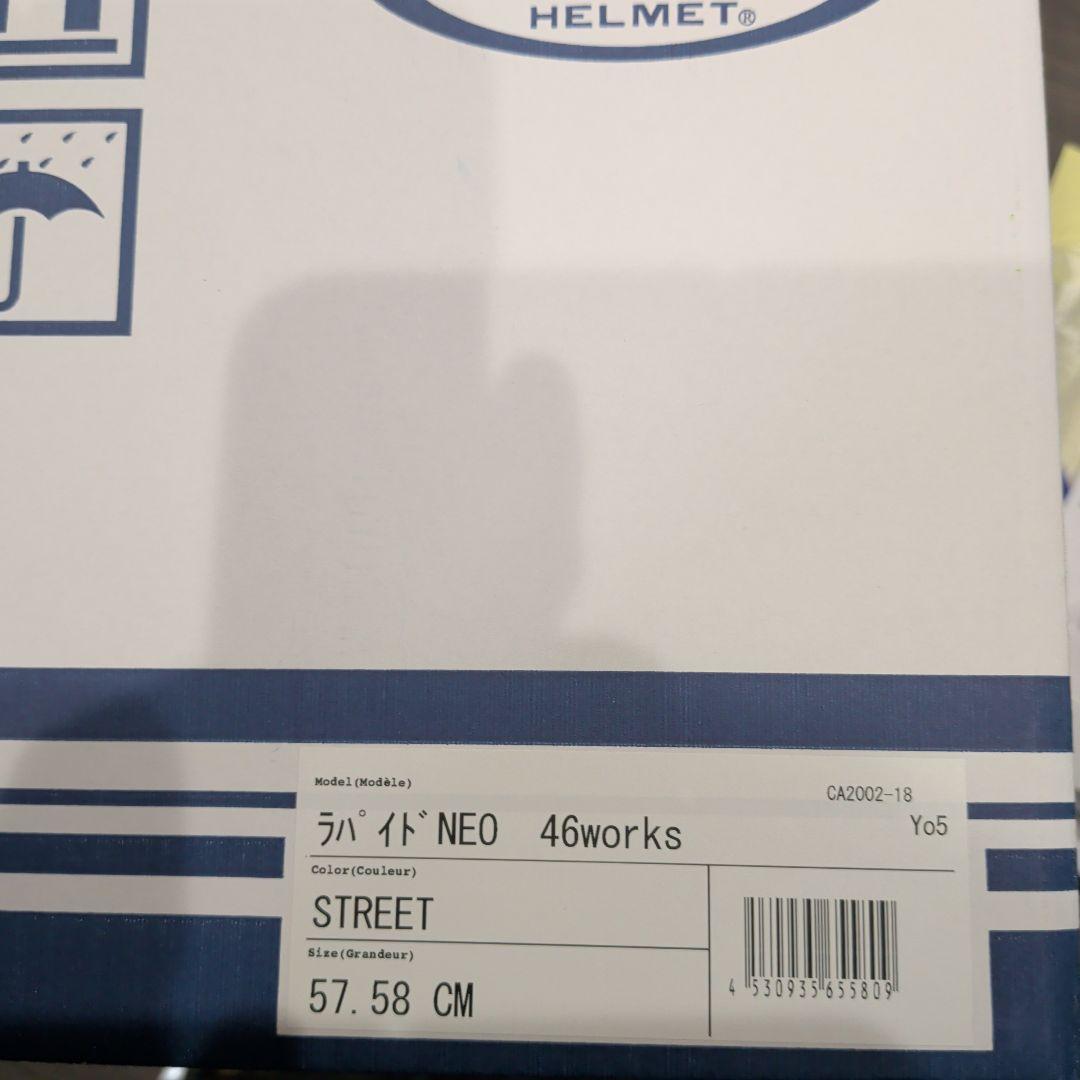 HELMET®
Model(Modèle)
CA2002-18
ﾗﾊﾟｲﾄﾞNEO 46works
Yo5
Color(Couleur)
STREET
Size(Grandeur)
57.58 CM
4 530935 655809